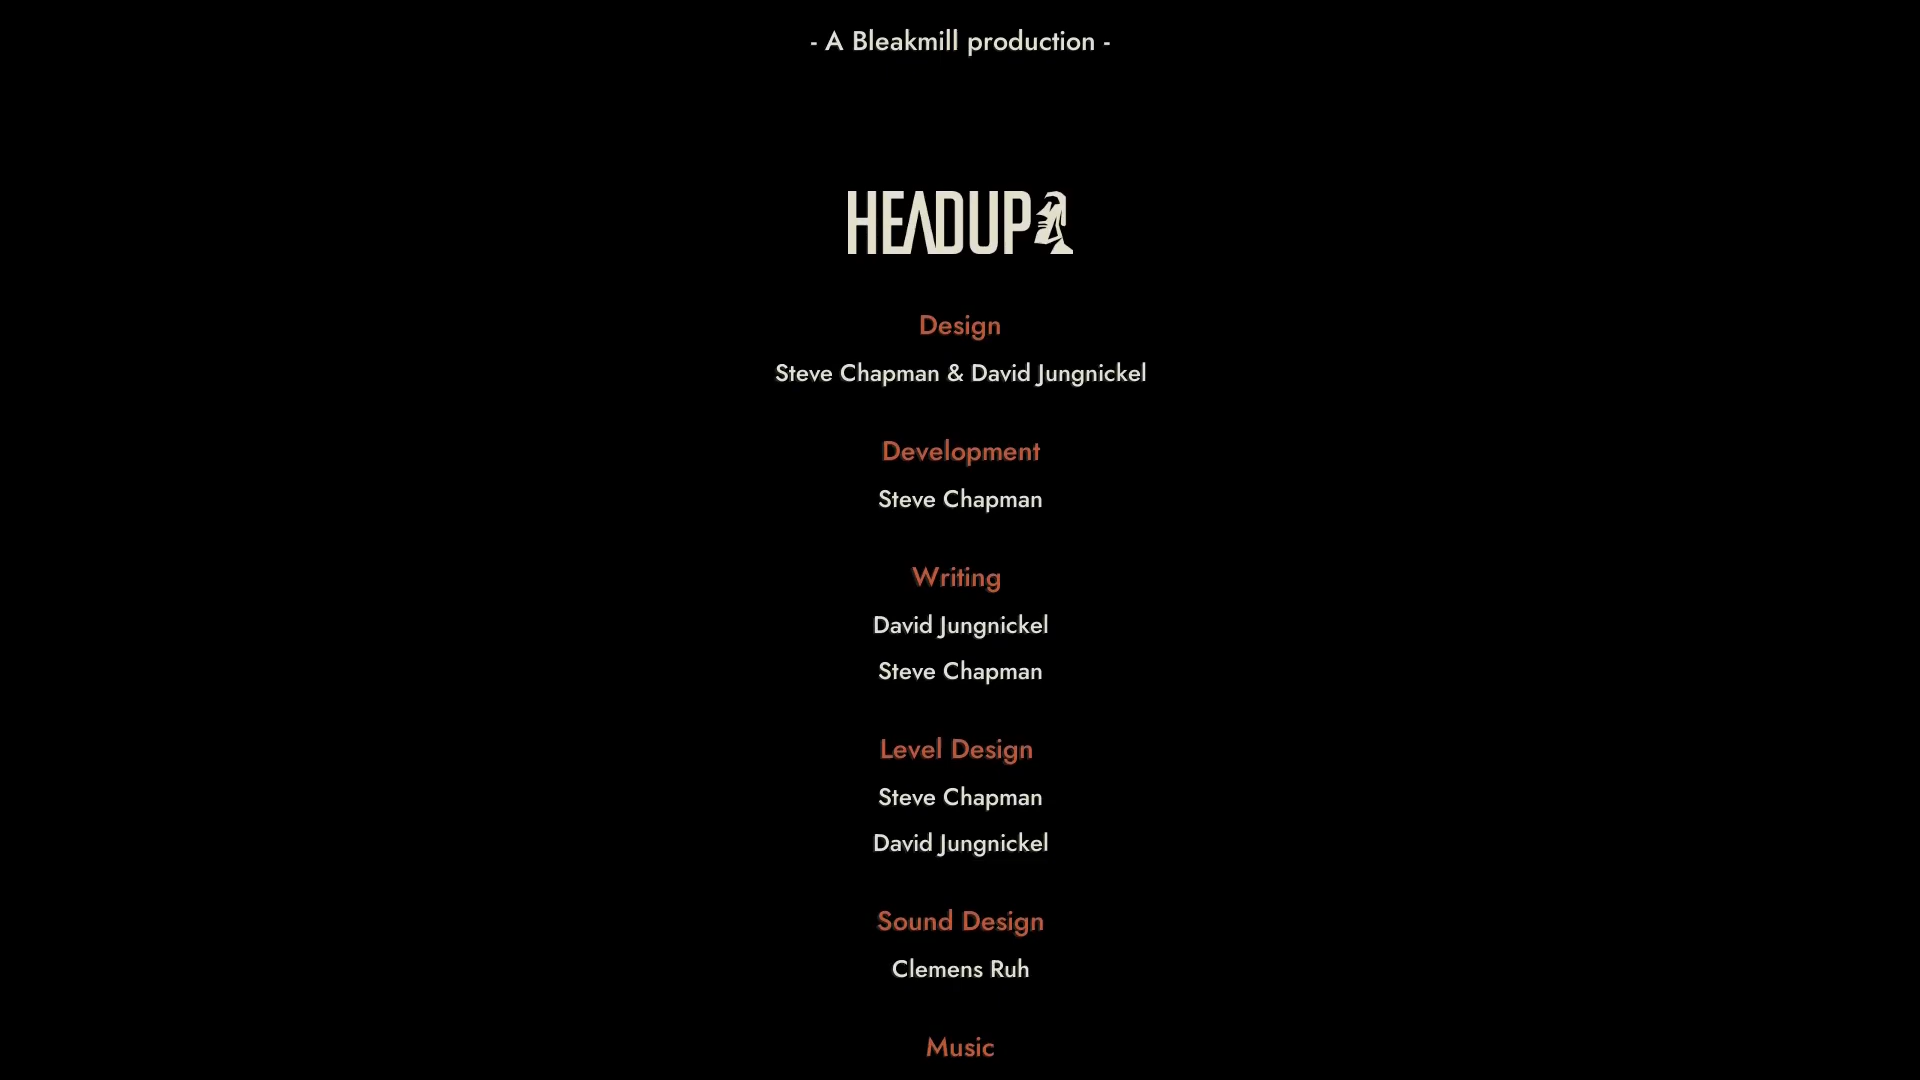 - A Bleakmill production -
HEADUP
Design
Steve Chapman & David Jungnickel
Development
Steve Chapman
Writing
David Jungnickel
Steve Chapman
Level Design
Steve Chapman
David Jungnickel
Sound Design
Clemens Ruh
Music